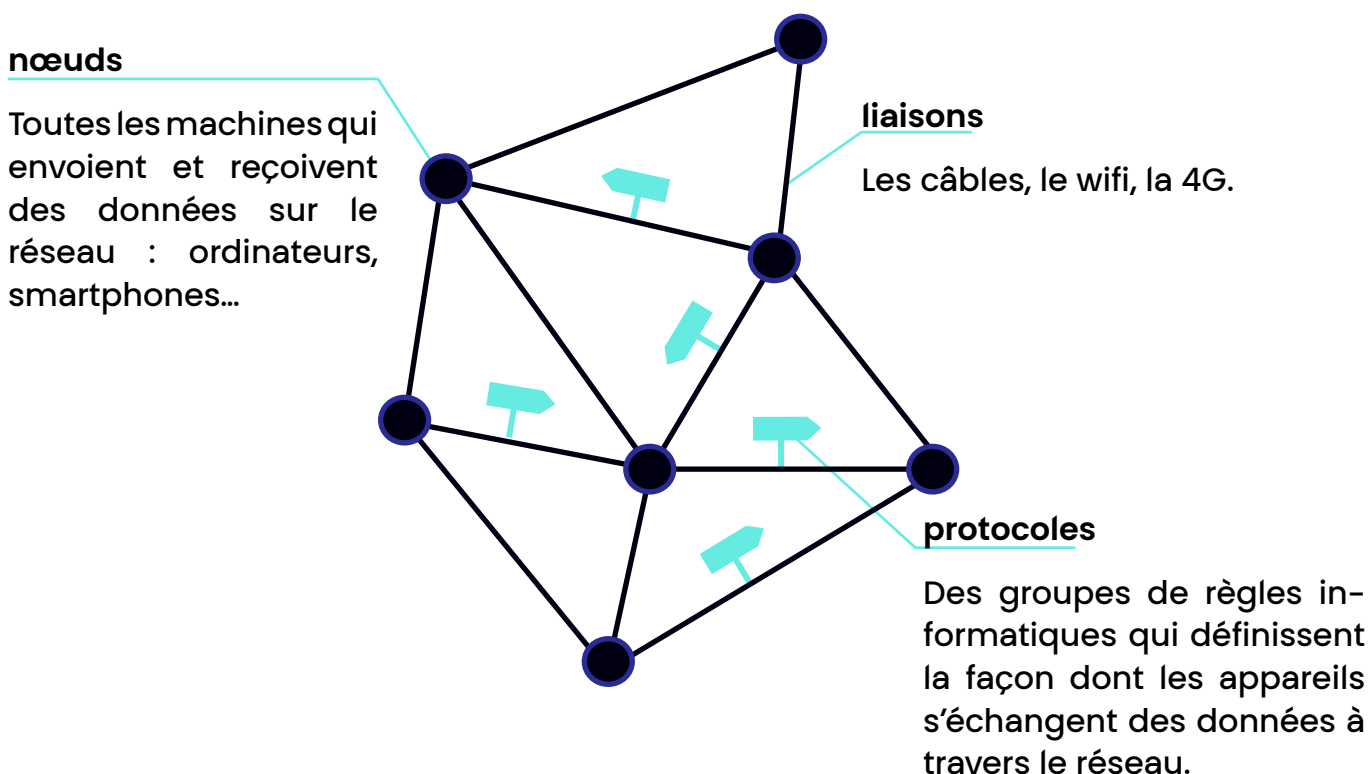 nœuds
Toutes les machines qui
envoient et reçoivent
des données sur le
réseau : ordinateurs,
smartphones...
liaisons
Les câbles, le wifi, la 4G.
protocoles
Des groupes de règles in-
formatiques qui définissent
la façon dont les appareils
s’échangent des données à
travers le réseau.